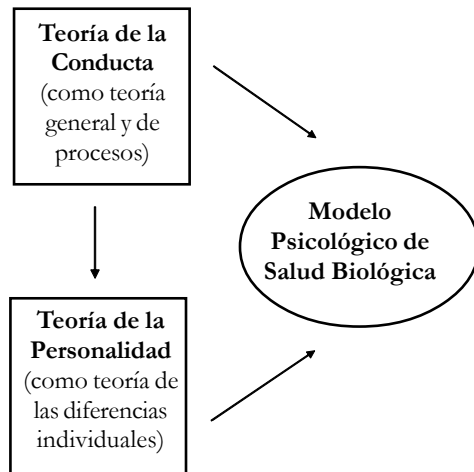 Teoría de la
Conducta
(como teoría
general y de
procesos)
Modelo
Psicológico de
Salud Biológica
Teoría de la
Personalidad
(como teoría de
las diferencias
individuales)